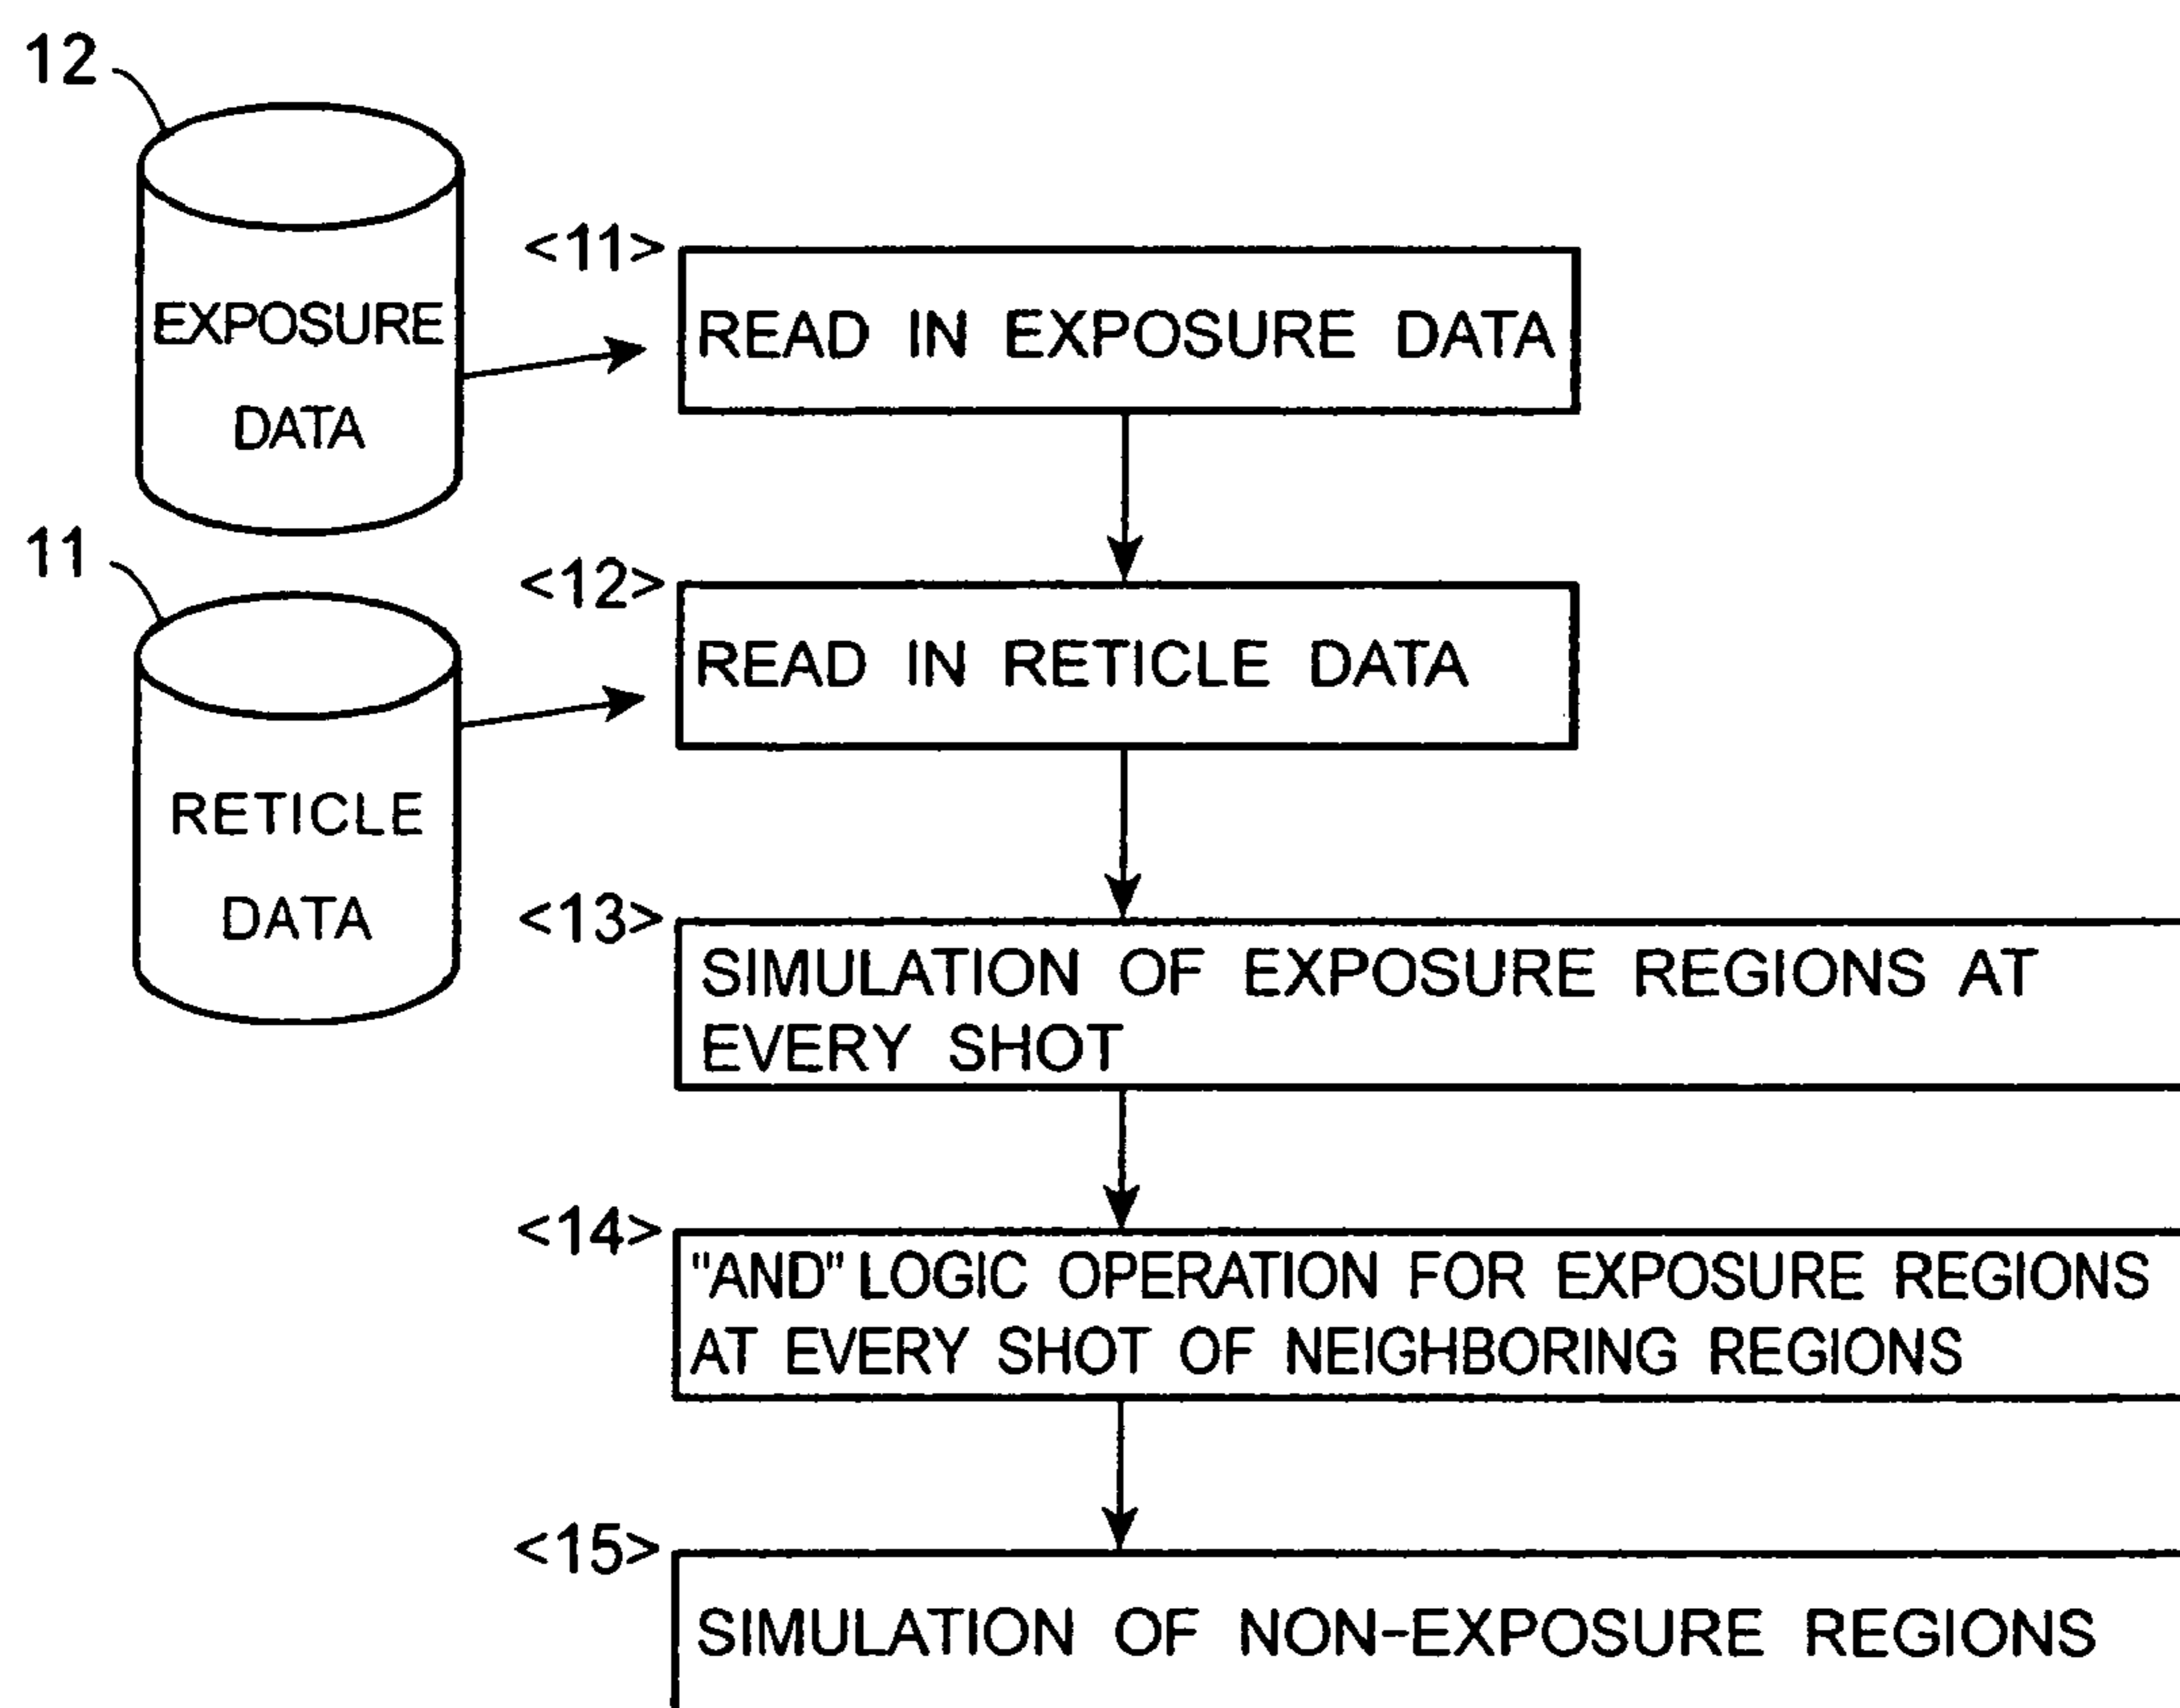 12
EXPOSURE
DATA
<11>
READ IN EXPOSURE DATA
11
RETICLE
DATA
<12>
READ IN RETICLE DATA
<13>
SIMULATION OF EXPOSURE REGIONS AT
EVERY SHOT
<14>
"AND" LOGIC OPERATION FOR EXPOSURE REGIONS
AT EVERY SHOT OF NEIGHBORING REGIONS
<15>
SIMULATION OF NON-EXPOSURE REGIONS